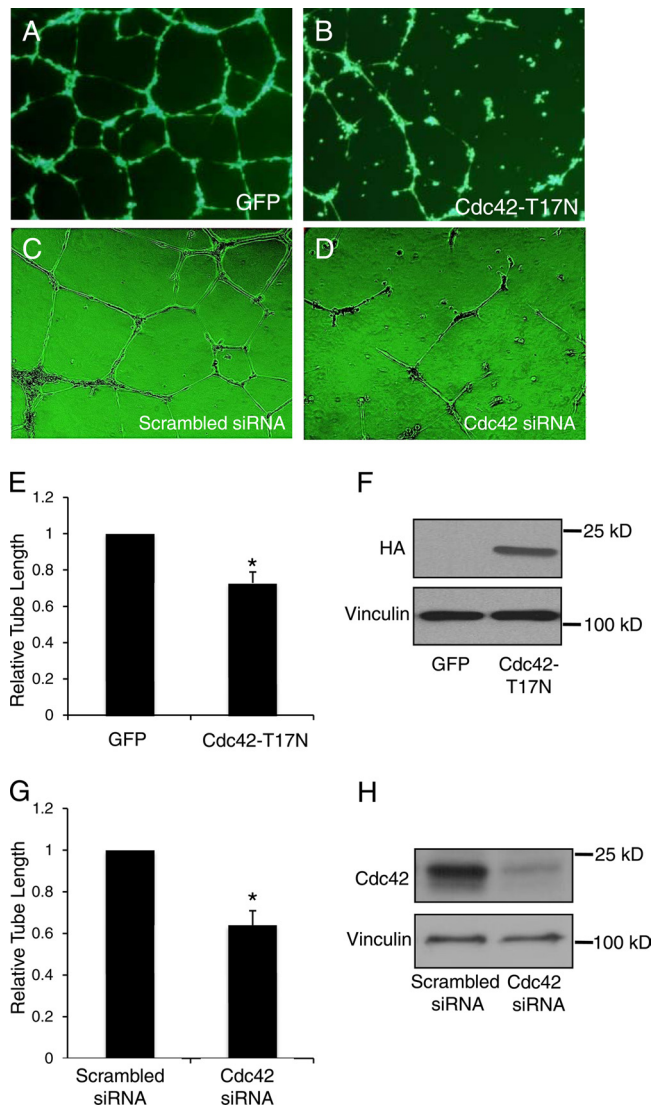 A
B
GFP
Cdc42-T17N
C
D
Scrambled siRNA
Cdc42 siRNA
E
1.2
1
0.8
0.6
0.4
0.2
0
Relative Tube Length
*
GFP
Cdc42-T17N
F
HA
25 kD
Vinculin
100 kD
GFP
Cdc42-
T17N
G
1.2
1
0.8
0.6
0.4
0.2
0
Relative Tube Length
*
Scrambled
siRNA
Cdc42
siRNA
H
Cdc42
25 kD
Vinculin
100 kD
Scrambled
siRNA
Cdc42
siRNA